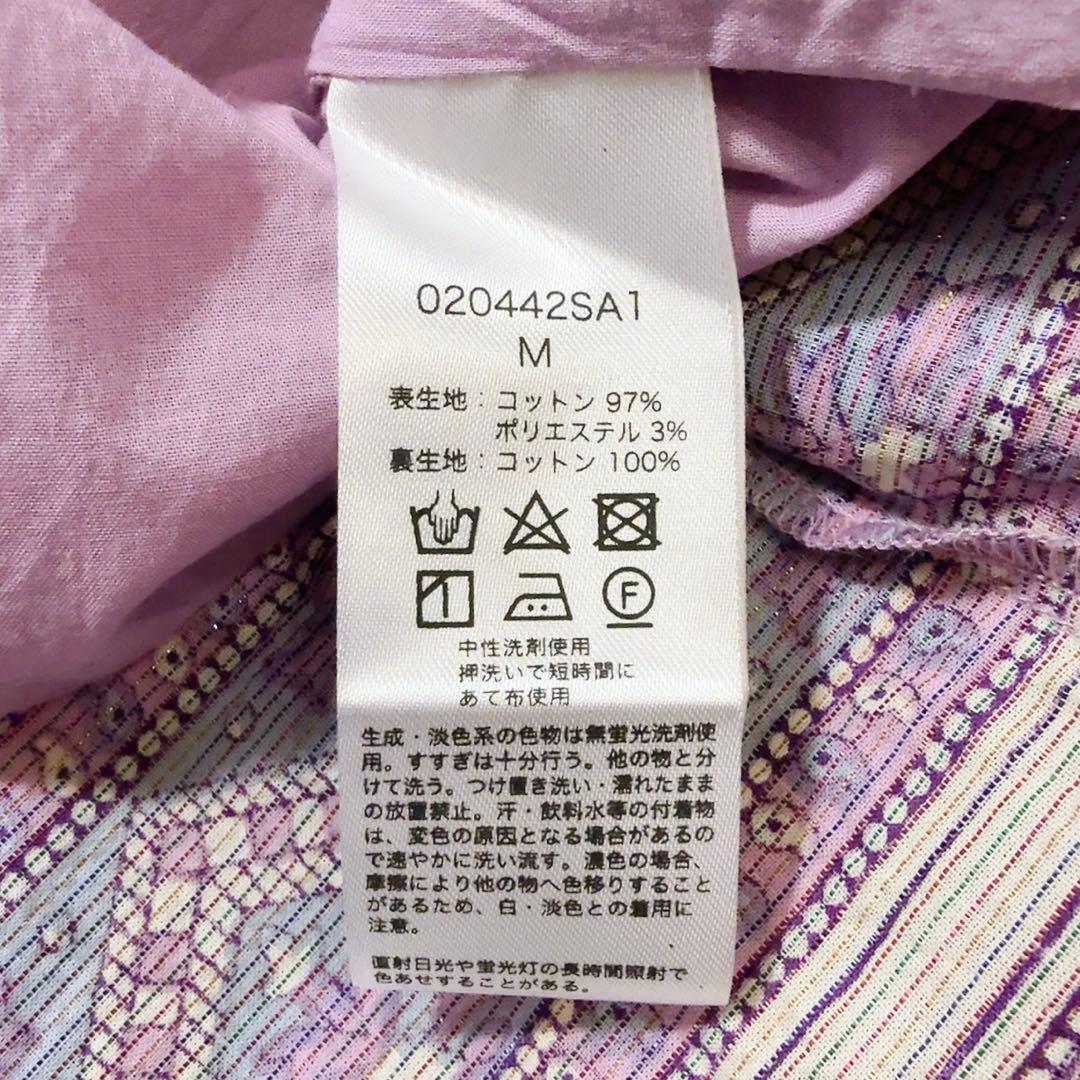 020442SA1
M
表生地：コットン 97%
ポリエステル 3%
裏生地：コットン 100%
F
中性洗剤使用
押洗いで短時間に
あて布使用
生成・淡色系の色物は無蛍光洗剤使
用。すすぎは十分行う。他の物と分
けて洗う。つけ置き洗い・濡れたまま
の放置禁止。汗・飲料水等の付着物
は、変色の原因となる場合があるの
で速やかに洗い流す。濃色の場合、
摩擦により他の物へ色移りすること
があるため、白・淡色との着用に
注意。
直射日光や蛍光灯の長時間照射で
色あせすることがある。